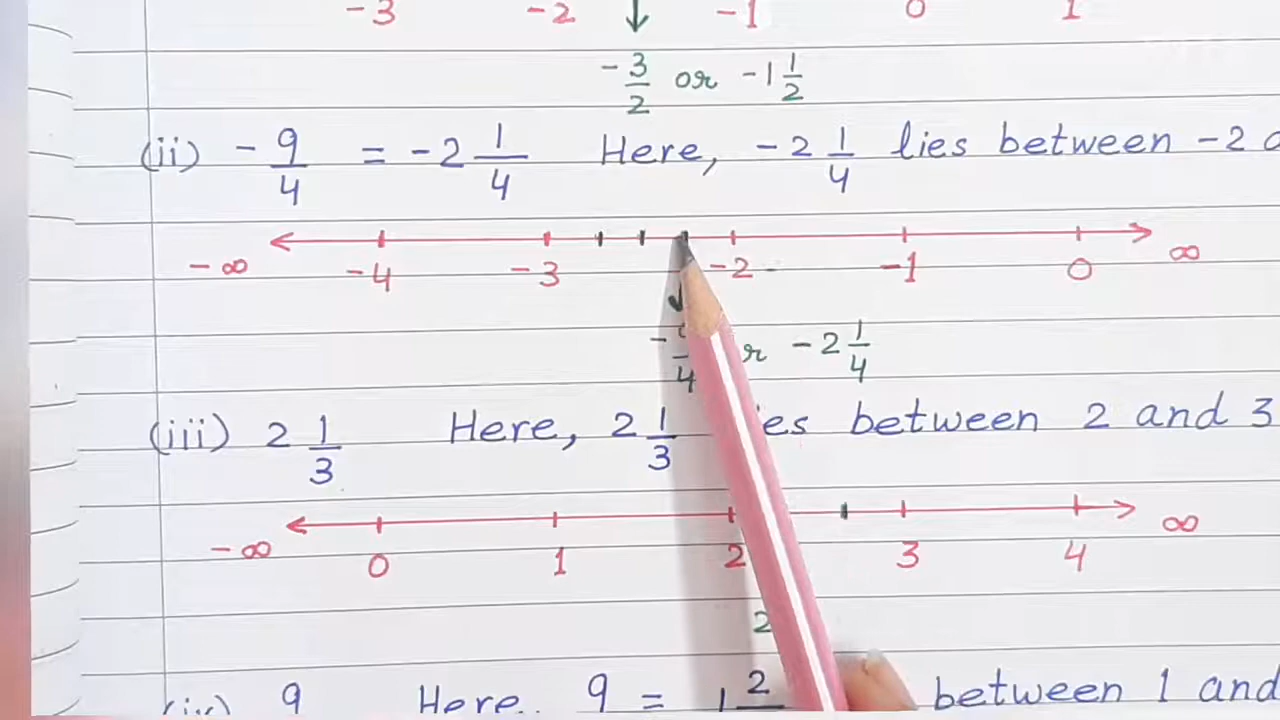 -3 -2 -1 0 1
-3/2 or -1 1/2
(ii) -9/4 = -2 1/4 Here, -2 1/4 lies between -2
-∞ -4 -3 -2 -1 0 ∞
-2 1/4
(iii) 2 1/3 Here, 2 1/3 between 2 and 3
-∞ 0 1 2 3 4 ∞
2
9 Here, 9 = 1 2 between 1 and